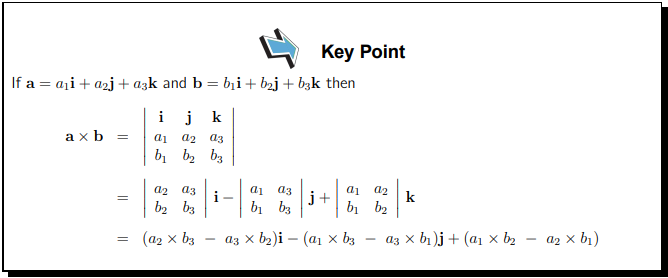 Key Point
If a = a₁i + a₂j + a₃k and b = b₁i + b₂j + b₃k then
a × b = | i j k |
| a₁ a₂ a₃ |
| b₁ b₂ b₃ |
= | a₂ a₃ | i − | a₁ a₃ | j + | a₁ a₂ | k
| b₂ b₃ | | b₁ b₃ | | b₁ b₂ |
= (a₂ × b₃ − a₃ × b₂)i − (a₁ × b₃ − a₃ × b₁)j + (a₁ × b₂ − a₂ × b₁)